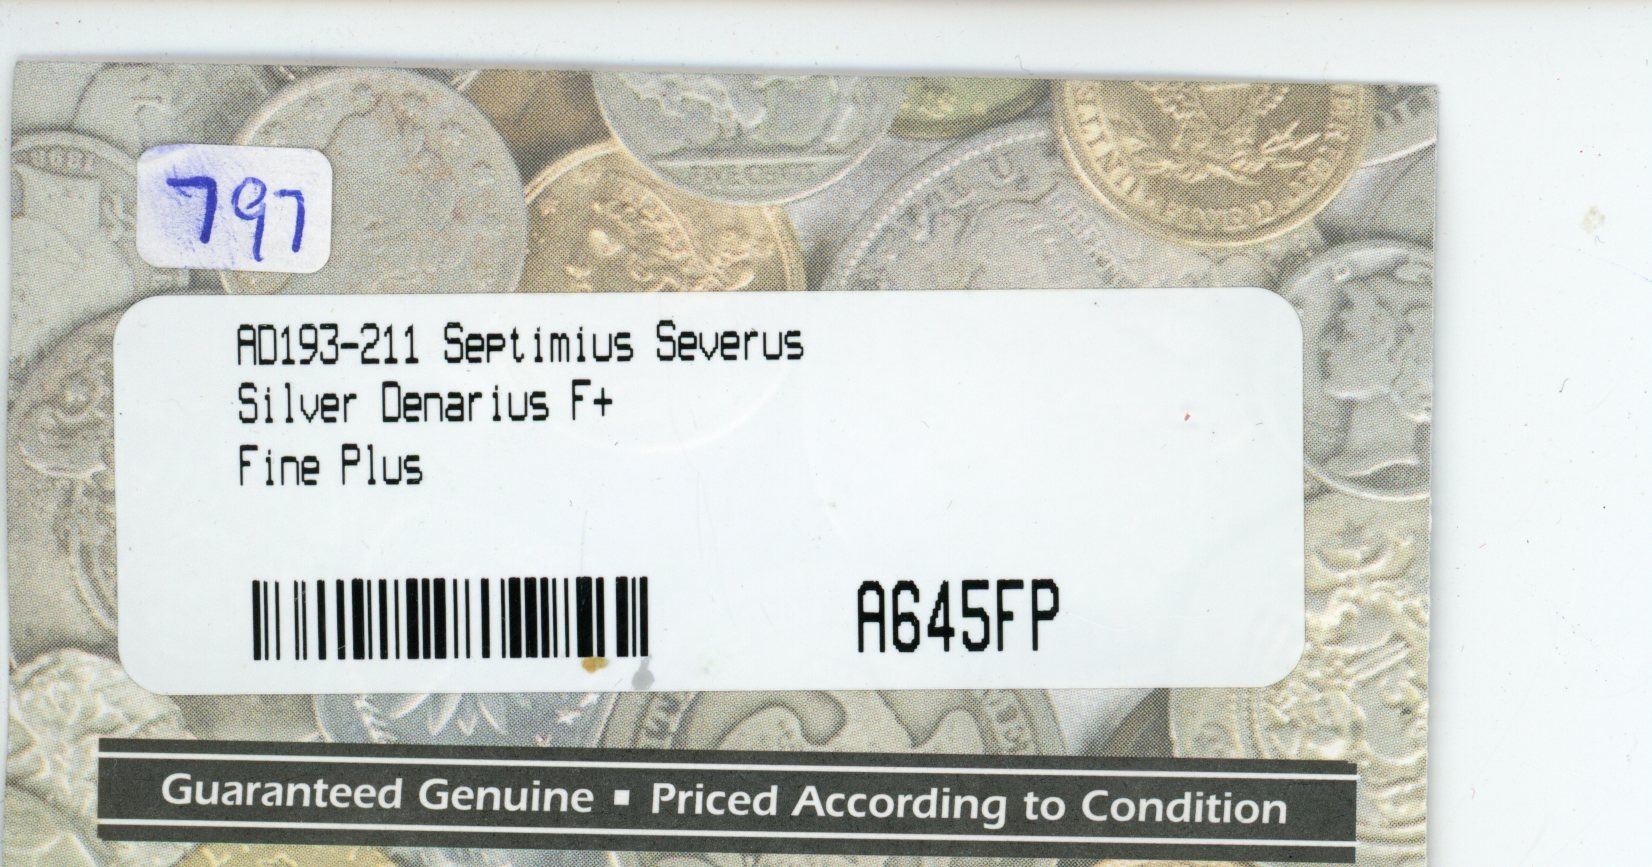 797
AD193-211 Septimius Severus
Silver Denarius F+
Fine Plus
A645FP
Guaranteed Genuine ▪ Priced According to Condition